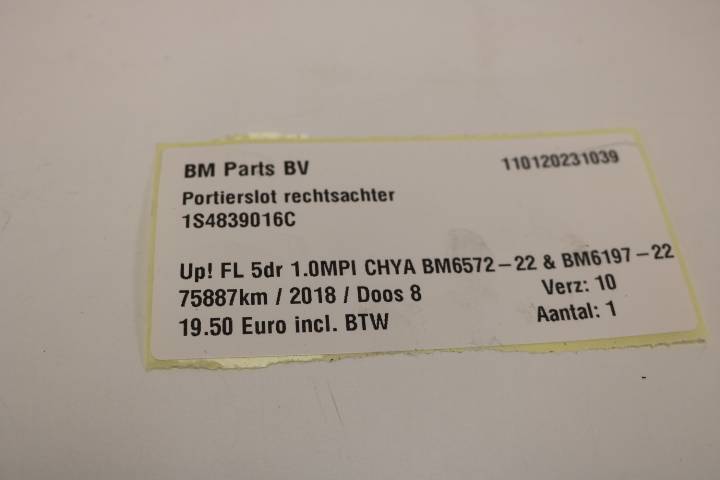 BM Parts BV 110120231039
Portierslot rechtsachter
1S4839016C
Up! FL 5dr 1.0MPI CHYA BM6572-22 & BM6197-22
75887km / 2018 / Doos 8 Verz: 10
19.50 Euro incl. BTW Aantal: 1